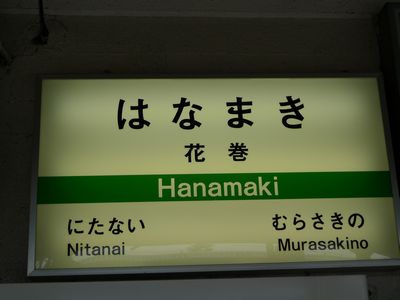 はなまき
花巻
Hanamaki
にたない むらさきの
Nitanai Murasakino